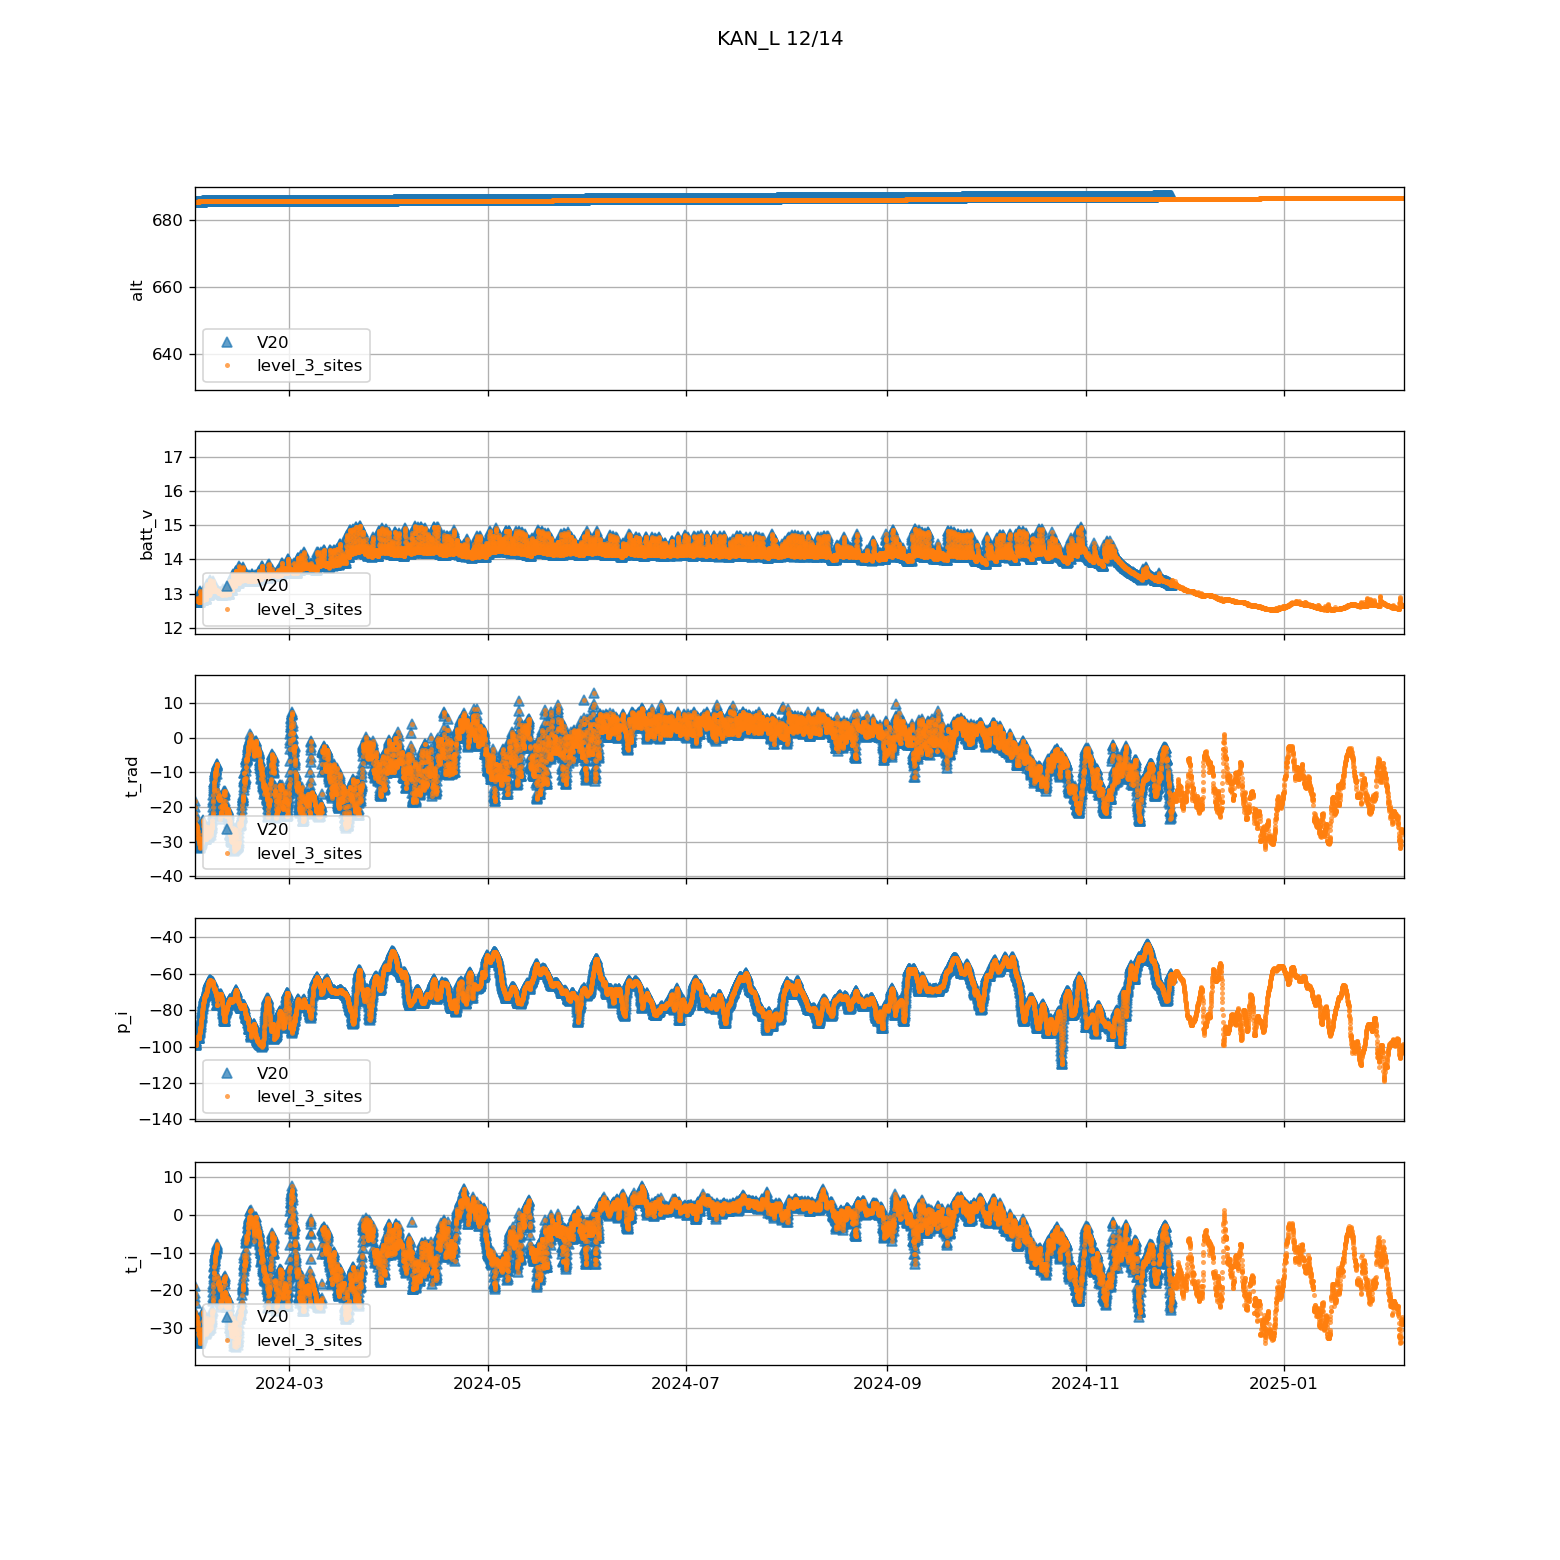 KAN_L 12/14
680
660
640
alt
V20
level_3_sites
17
16
15
14
13
12
batt_v
V20
level_3_sites
10
0
−10
−20
−30
−40
t_rad
V20
level_3_sites
−40
−60
−80
−100
−120
−140
p_i
V20
level_3_sites
10
0
−10
−20
−30
t_i
V20
level_3_sites
2024-03
2024-05
2024-07
2024-09
2024-11
2025-01